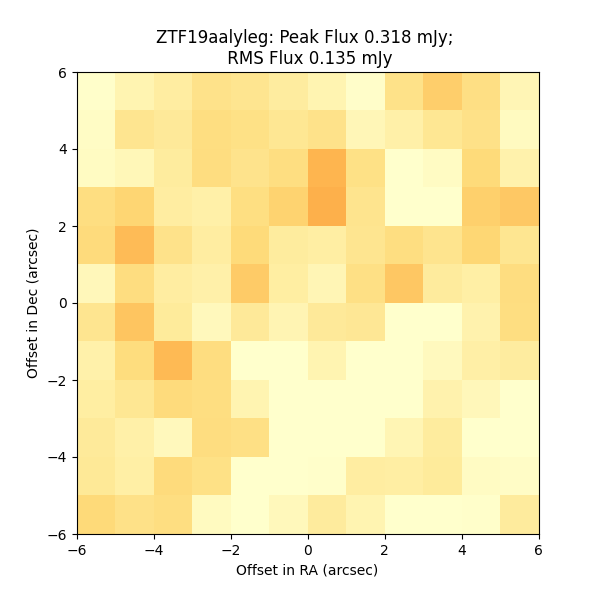 ZTF19aalyleg: Peak Flux 0.318 mJy;
RMS Flux 0.135 mJy
6
4
2
0
−2
−4
−6
Offset in Dec (arcsec)
−6 −4 −2 0 2 4 6
Offset in RA (arcsec)